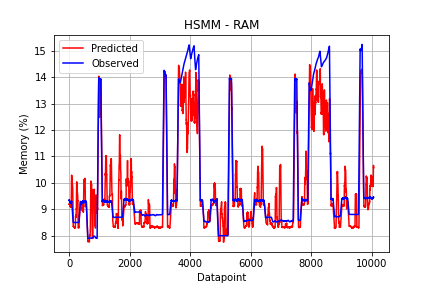 HSMM - RAM
Predicted
Observed
Memory (%)
15
14
13
12
11
10
9
8
0
2000
4000
6000
8000
10000
Datapoint